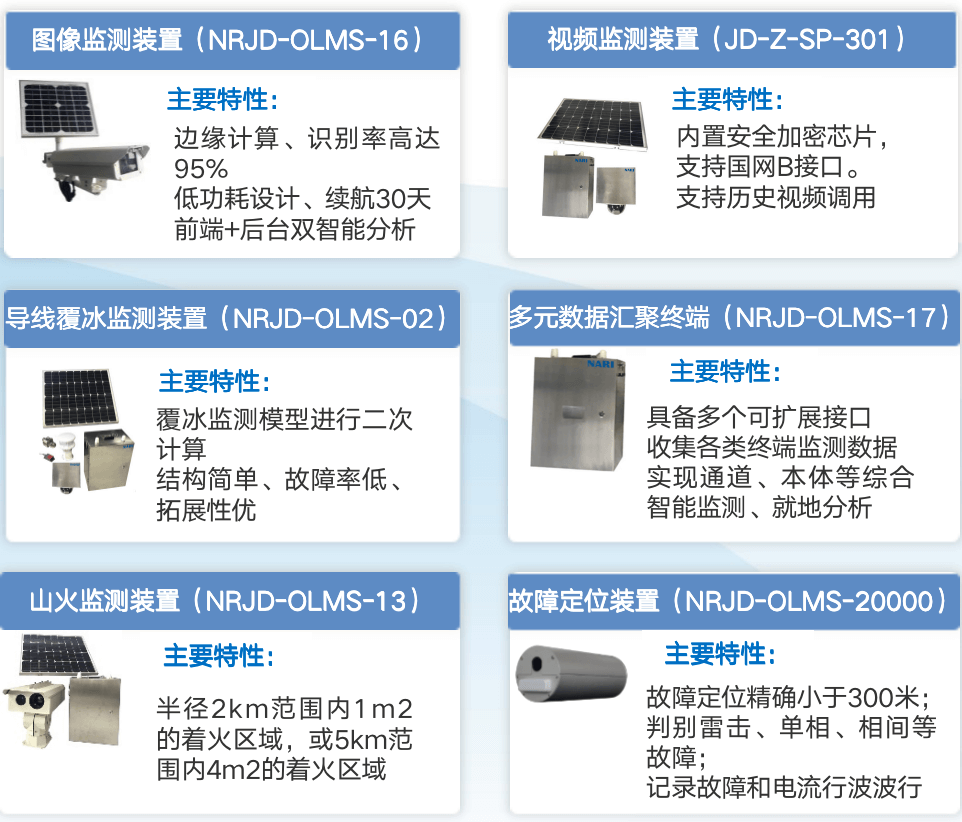 图像监测装置（NRJD-OLMS-16）
主要特性：
边缘计算、识别率高达
95%
低功耗设计、续航30天
前端+后台双智能分析
视频监测装置（JD-Z-SP-301）
主要特性：
内置安全加密芯片，
支持国网B接口。
支持历史视频调用
NARI
NARI
导线覆冰监测装置（NRJD-OLMS-02）
主要特性：
覆冰监测模型进行二次
计算
结构简单、故障率低、
拓展性优
多元数据汇聚终端（NRJD-OLMS-17）
NARI
主要特性：
具备多个可扩展接口
收集各类终端监测数据
实现通道、本体等综合
智能监测、就地分析
山火监测装置（NRJD-OLMS-13）
主要特性：
半径2km范围内1m2
的着火区域，或5km范
围内4m2的着火区域
故障定位装置（NRJD-OLMS-20000）
主要特性：
故障定位精确小于300米；
判别雷击、单相、相间等
故障；
记录故障和电流行波波行